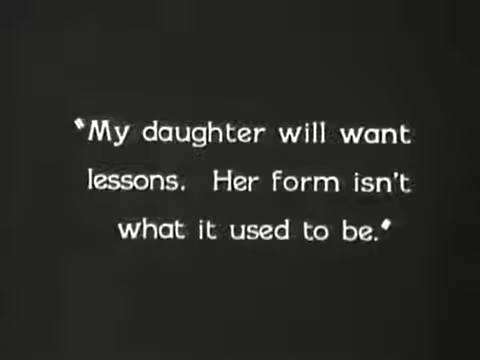 "My daughter will want
lessons. Her form isn't
what it used to be."